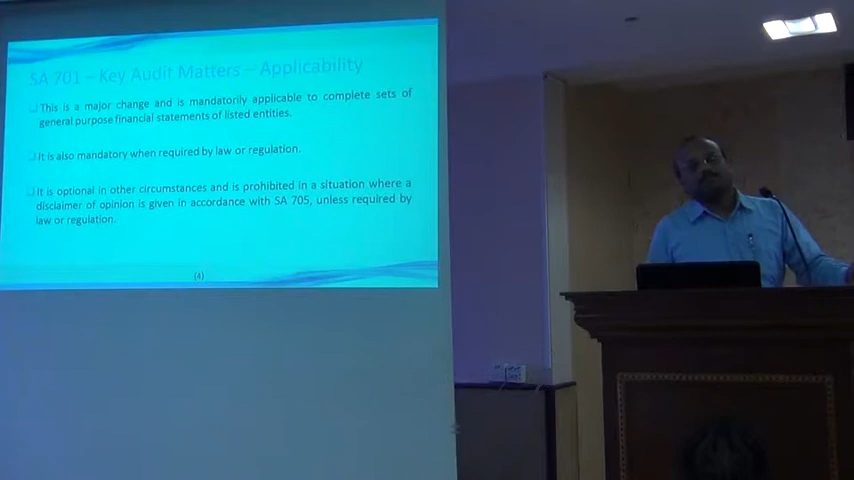 SA 701 – Key Audit Matters – Applicability
This is a major change and is mandatorily applicable to complete sets of
general purpose financial statements of listed entities.
It is also mandatory when required by law or regulation.
It is optional in other circumstances and is prohibited in a situation where a
disclaimer of opinion is given in accordance with SA 705, unless required by
law or regulation.
(4)